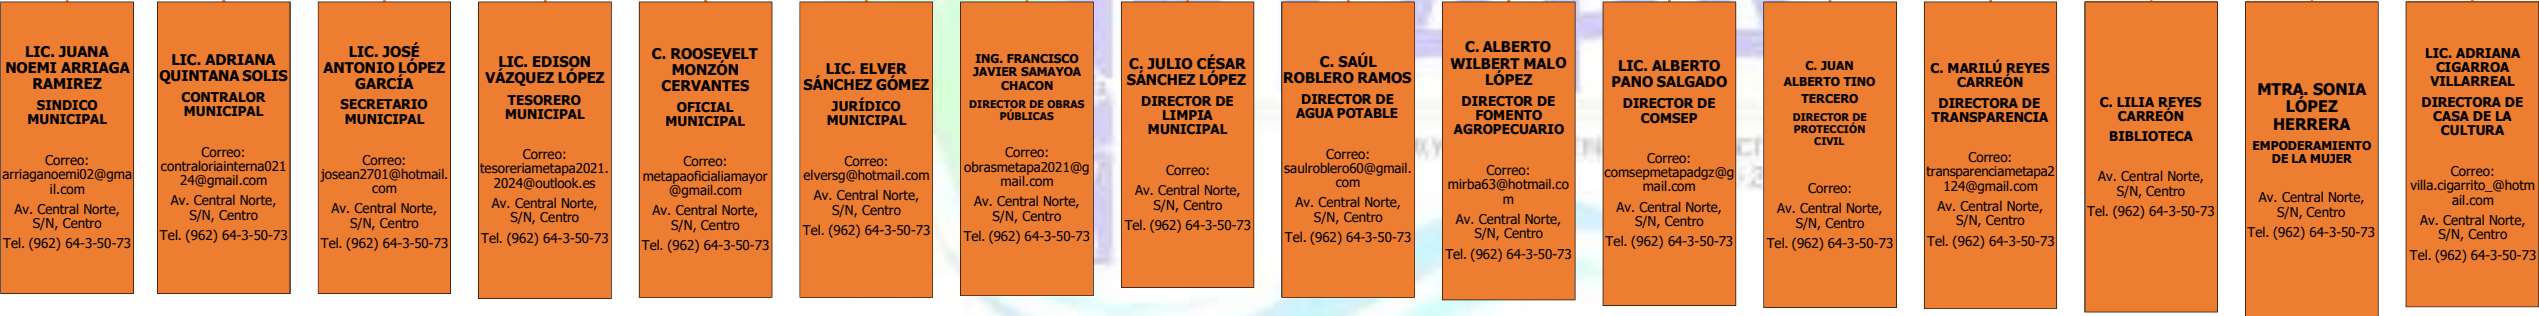 LIC. JUANA
NOEMI ARRIAGA
RAMIREZ
SINDICO
MUNICIPAL
Correo:
arriaganoemi02@gma
il.com
Av. Central Norte,
S/N, Centro
Tel. (962) 64-3-50-73
LIC. ADRIANA
QUINTANA SOLIS
CONTRALOR
MUNICIPAL
Correo:
contraloriainterna021
24@gmail.com
Av. Central Norte,
S/N, Centro
Tel. (962) 64-3-50-73
LIC. JOSÉ
ANTONIO LÓPEZ
GARCÍA
SECRETARIO
MUNICIPAL
Correo:
josean2701@hotmail.
com
Av. Central Norte,
S/N, Centro
Tel. (962) 64-3-50-73
LIC. EDISON
VÁZQUEZ LÓPEZ
TESORERO
MUNICIPAL
Correo:
tesoreriametapa2021.
2024@outlook.es
Av. Central Norte,
S/N, Centro
Tel. (962) 64-3-50-73
C. ROOSEVELT
MONZÓN
CERVANTES
OFICIAL
MUNICIPAL
Correo:
metapaoficialiamayor
@gmail.com
Av. Central Norte,
S/N, Centro
Tel. (962) 64-3-50-73
LIC. ELVER
SÁNCHEZ GÓMEZ
JURÍDICO
MUNICIPAL
Correo:
elversg@hotmail.com
Av. Central Norte,
S/N, Centro
Tel. (962) 64-3-50-73
ING. FRANCISCO
JAVIER SAMAYOA
CHACON
DIRECTOR DE OBRAS
PÚBLICAS
Correo:
obrasmetapa2021@g
mail.com
Av. Central Norte,
S/N, Centro
Tel. (962) 64-3-50-73
C. JULIO CÉSAR
SÁNCHEZ LÓPEZ
DIRECTOR DE
LIMPIA
MUNICIPAL
Correo:
Av. Central Norte,
S/N, Centro
Tel. (962) 64-3-50-73
C. SAÚL
ROBLERO RAMOS
DIRECTOR DE
AGUA POTABLE
Correo:
saulroblero60@gmail.
com
Av. Central Norte,
S/N, Centro
Tel. (962) 64-3-50-73
C. ALBERTO
WILBERT MALO
LÓPEZ
DIRECTOR DE
FOMENTO
AGROPECUARIO
Correo:
mirba63@hotmail.co
m
Av. Central Norte,
S/N, Centro
Tel. (962) 64-3-50-73
LIC. ALBERTO
PANO SALGADO
DIRECTOR DE
COMSEP
Correo:
comsepmetapadgz@g
mail.com
Av. Central Norte,
S/N, Centro
Tel. (962) 64-3-50-73
C. JUAN
ALBERTO TINO
TERCERO
DIRECTOR DE
PROTECCIÓN
CIVIL
Correo:
Av. Central Norte,
S/N, Centro
Tel. (962) 64-3-50-73
C. MARILÚ REYES
CARREÓN
DIRECTORA DE
TRANSPARENCIA
Correo:
transparenciametapa2
124@gmail.com
Av. Central Norte,
S/N, Centro
Tel. (962) 64-3-50-73
C. LILIA REYES
CARREÓN
BIBLIOTECA
Av. Central Norte,
S/N, Centro
Tel. (962) 64-3-50-73
MTRA. SONIA
LÓPEZ
HERRERA
EMPODERAMIENTO
DE LA MUJER
Av. Central Norte,
S/N, Centro
Tel. (962) 64-3-50-73
LIC. ADRIANA
CIGARROA
VILLARREAL
DIRECTORA DE
CASA DE LA
CULTURA
Correo:
villa.cigarrito_@hotm
ail.com
Av. Central Norte,
S/N, Centro
Tel. (962) 64-3-50-73